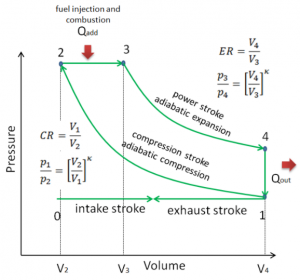 fuel injection and
combustion
Qadd
2
3
ER = V4/V3
p3/p4 = [V4/V3]^κ
power stroke
adiabatic expansion
CR = V1/V2
p1/p2 = [V2/V1]^κ
compression stroke
adiabatic compression
4
Qout
Pressure
0
intake stroke
exhaust stroke
1
V2
V3
Volume
V4